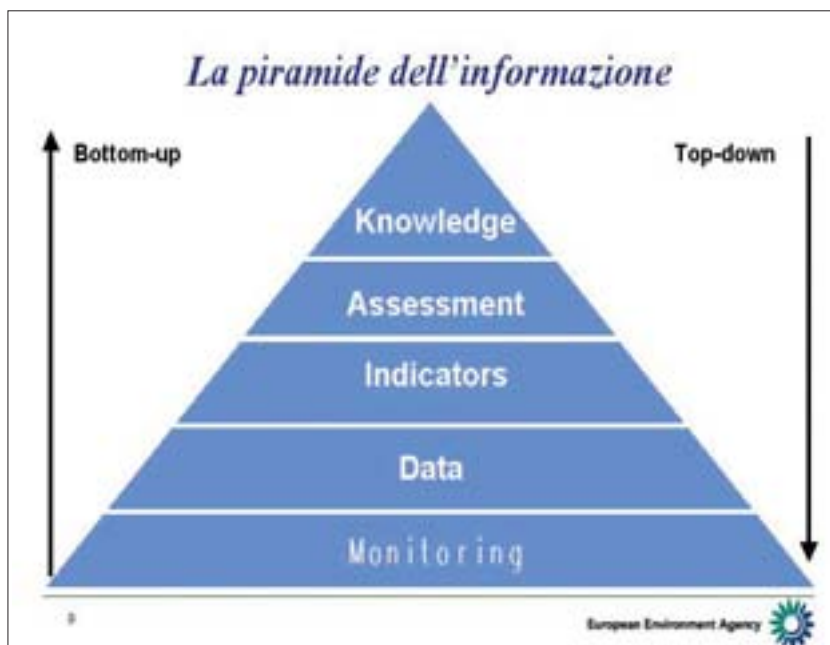 La piramide dell'informazione
Bottom-up
Top-down
Knowledge
Assessment
Indicators
Data
Monitoring
European Environment Agency